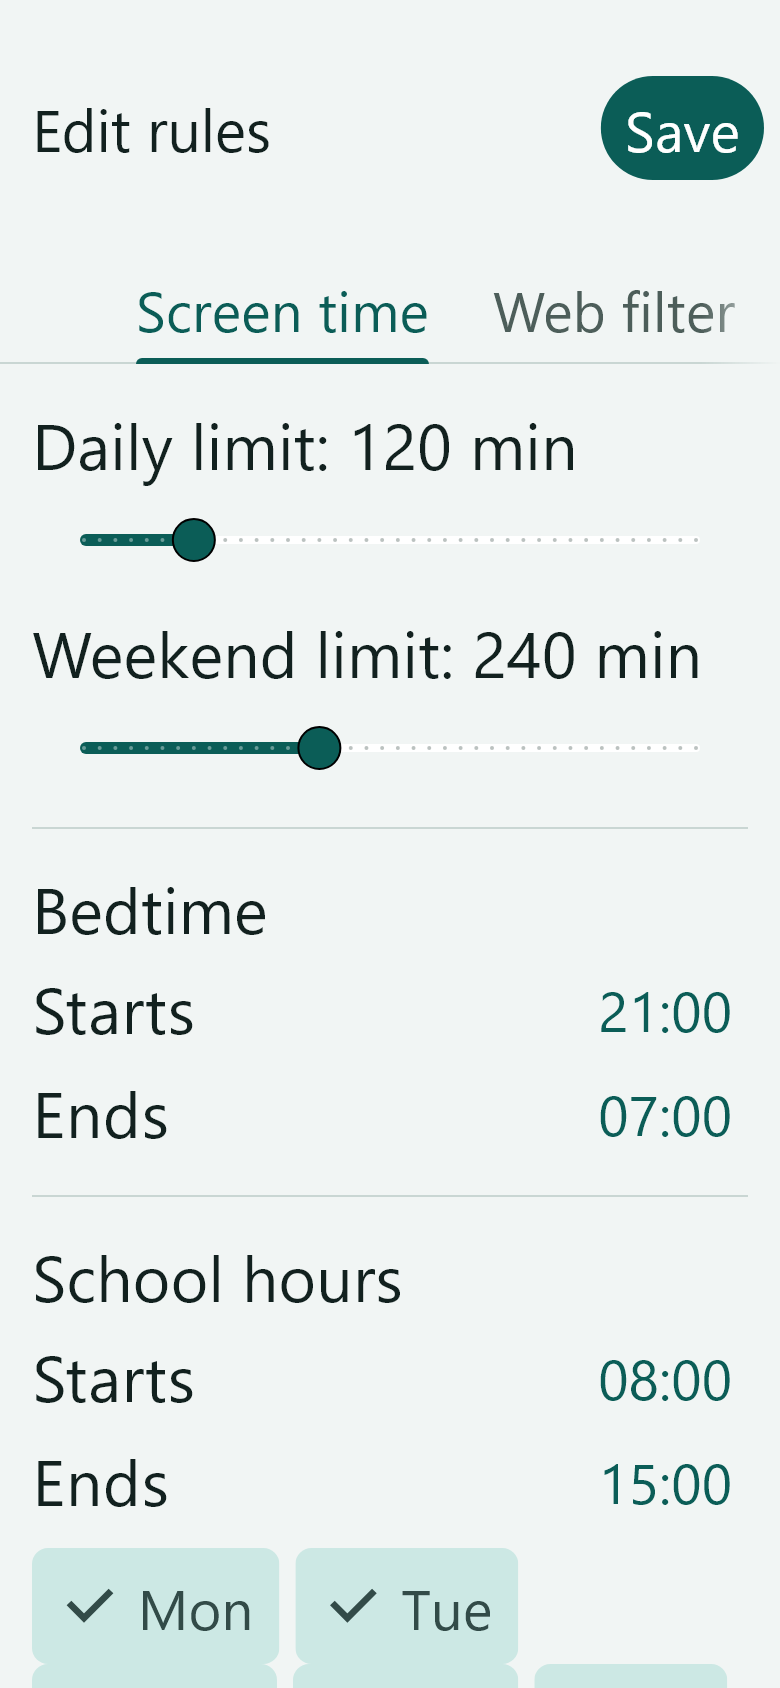 Edit rules
Save
Screen time
Web filter
Daily limit: 120 min
Weekend limit: 240 min
Bedtime
Starts 21:00
Ends 07:00
School hours
Starts 08:00
Ends 15:00
Mon Tue